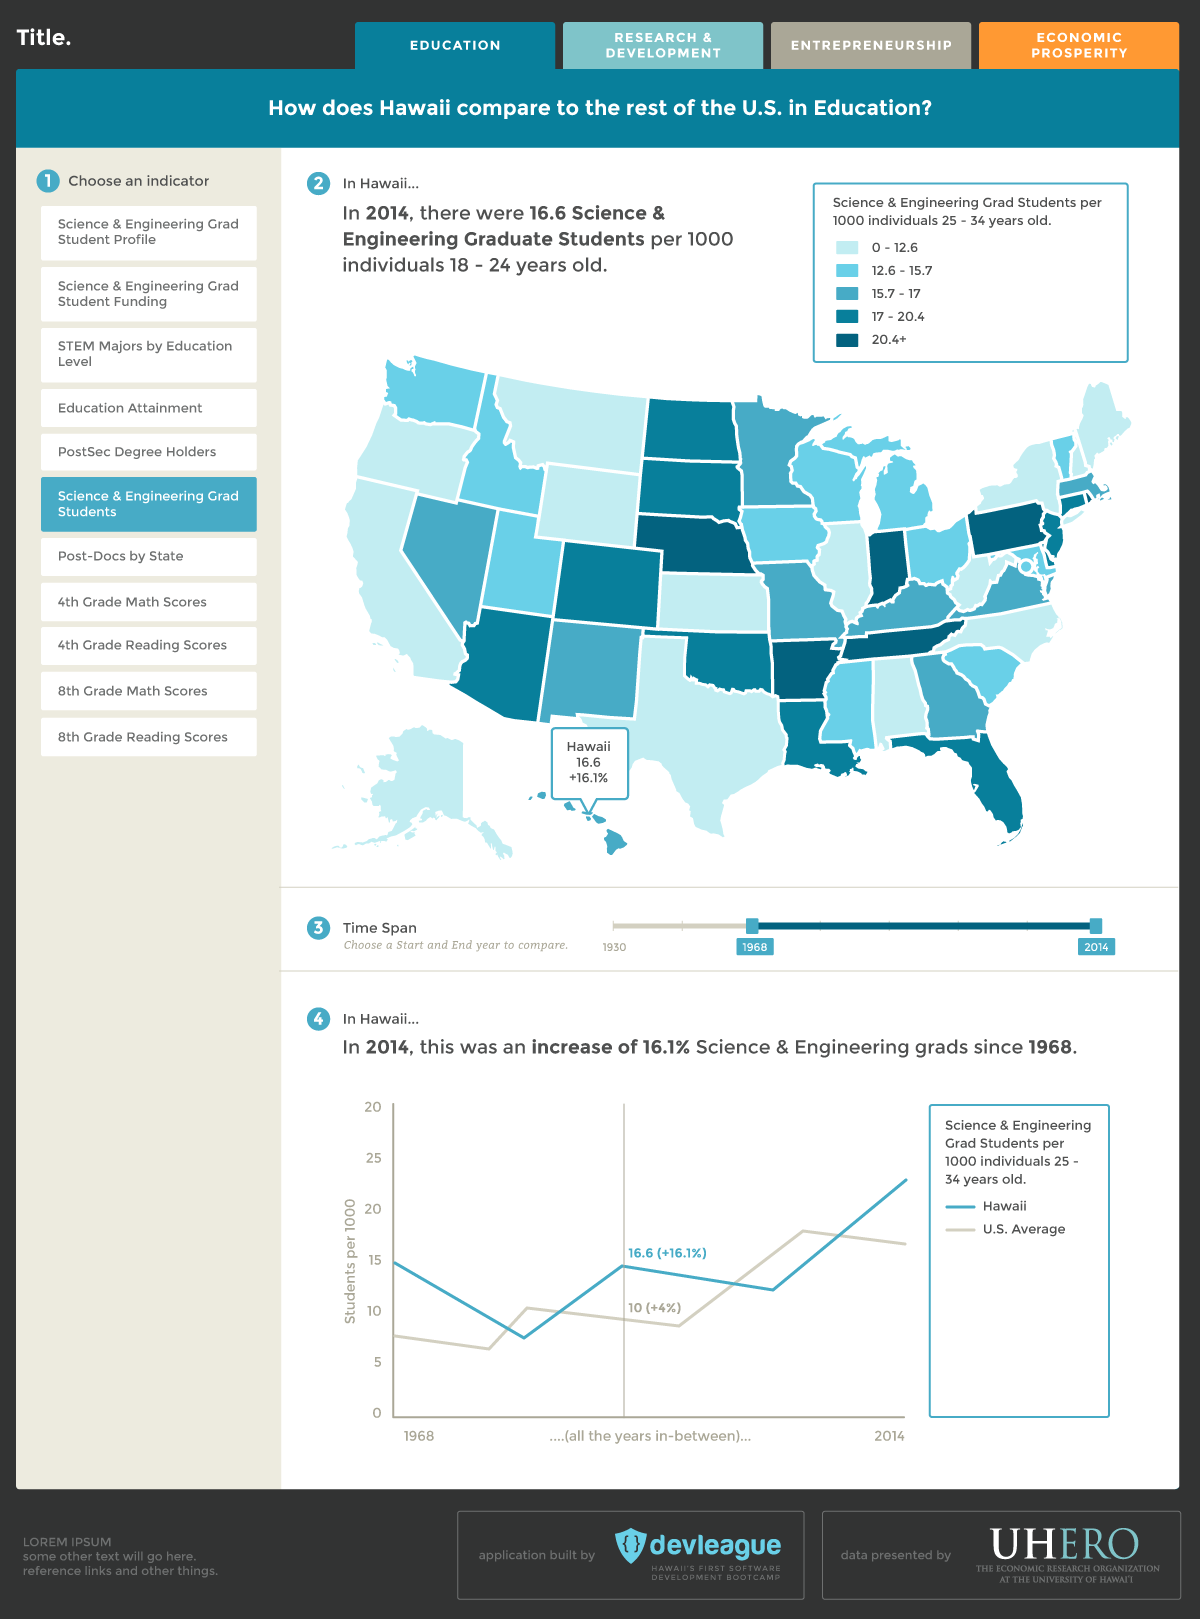 Title.
EDUCATION
RESEARCH &
DEVELOPMENT
ENTREPRENEURSHIP
ECONOMIC
PROSPERITY
How does Hawaii compare to the rest of the U.S. in Education?
1 Choose an indicator
Science & Engineering Grad
Student Profile
Science & Engineering Grad
Student Funding
STEM Majors by Education
Level
Education Attainment
PostSec Degree Holders
Science & Engineering Grad
Students
Post-Docs by State
4th Grade Math Scores
4th Grade Reading Scores
8th Grade Math Scores
8th Grade Reading Scores
2 In Hawaii...
In 2014, there were 16.6 Science &
Engineering Graduate Students per 1000
individuals 18 - 24 years old.
Science & Engineering Grad Students per
1000 individuals 25 - 34 years old.
0 - 12.6
12.6 - 15.7
15.7 - 17
17 - 20.4
20.4+
Hawaii
16.6
+16.1%
3 Time Span
Choose a Start and End year to compare.
1930
1968
2014
4 In Hawaii...
In 2014, this was an increase of 16.1% Science & Engineering grads since 1968.
Students per 1000
20
25
20
15
10
5
0
16.6 (+16.1%)
10 (+4%)
1968
....(all the years in-between)...
2014
Science & Engineering
Grad Students per
1000 individuals 25 -
34 years old.
Hawaii
U.S. Average
LOREM IPSUM
some other text will go here.
reference links and other things.
application built by
devleague
HAWAII'S FIRST SOFTWARE
DEVELOPMENT BOOTCAMP
data presented by
UHERO
THE ECONOMIC RESEARCH ORGANIZATION
AT THE UNIVERSITY OF HAWAI'I